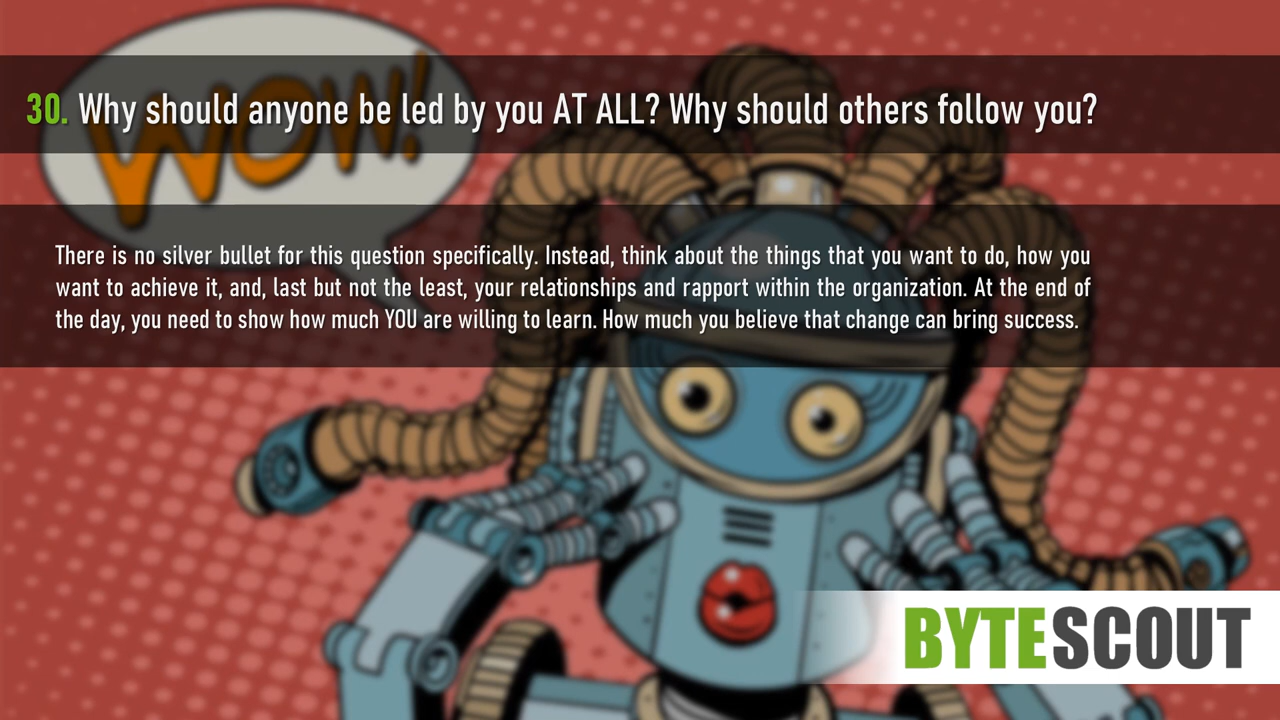 WOW!
30. Why should anyone be led by you AT ALL? Why should others follow you?
There is no silver bullet for this question specifically. Instead, think about the things that you want to do, how you
want to achieve it, and, last but not the least, your relationships and rapport within the organization. At the end of
the day, you need to show how much YOU are willing to learn. How much you believe that change can bring success.
BYTESCOUT